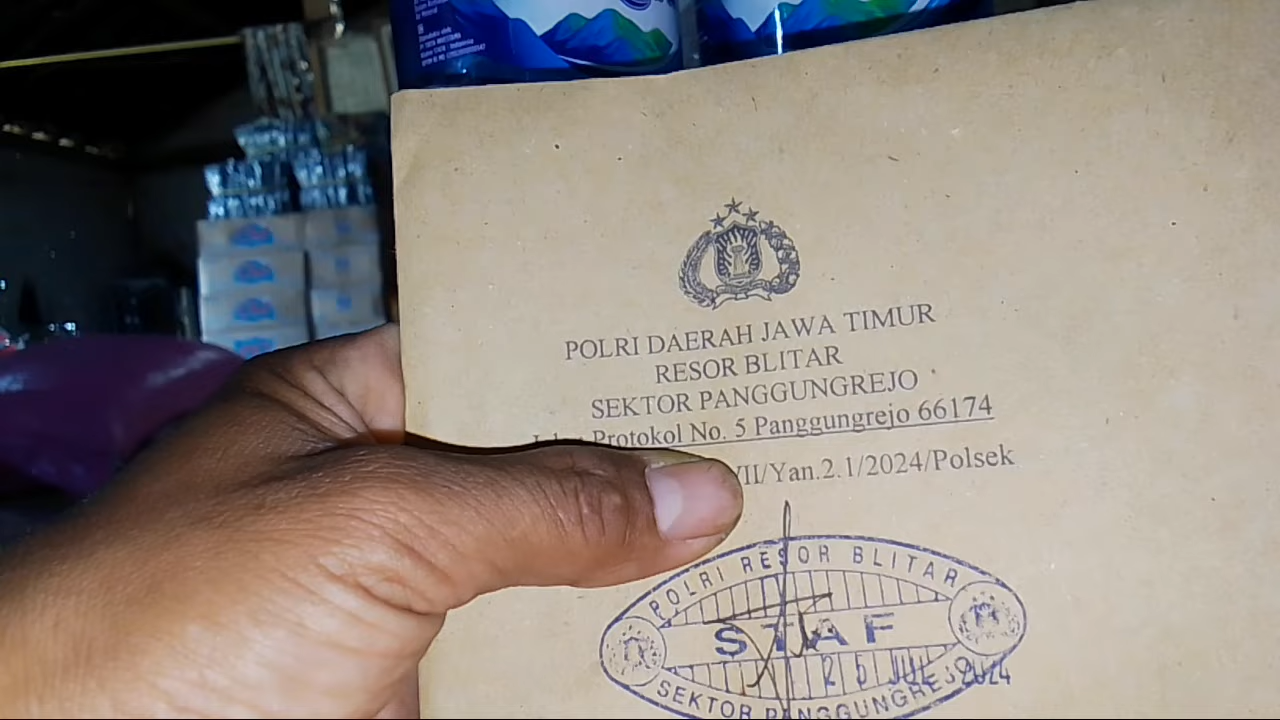 POLRI DAERAH JAWA TIMUR
RESOR BLITAR
SEKTOR PANGGUNGREJO
Protokol No. 5 Panggungrejo 66174
VII/Yan.2.1/2024/Polsek
POLRI RESOR BLITAR
STAF
25 JUL 2024
SEKTOR PANGGUNGREJO